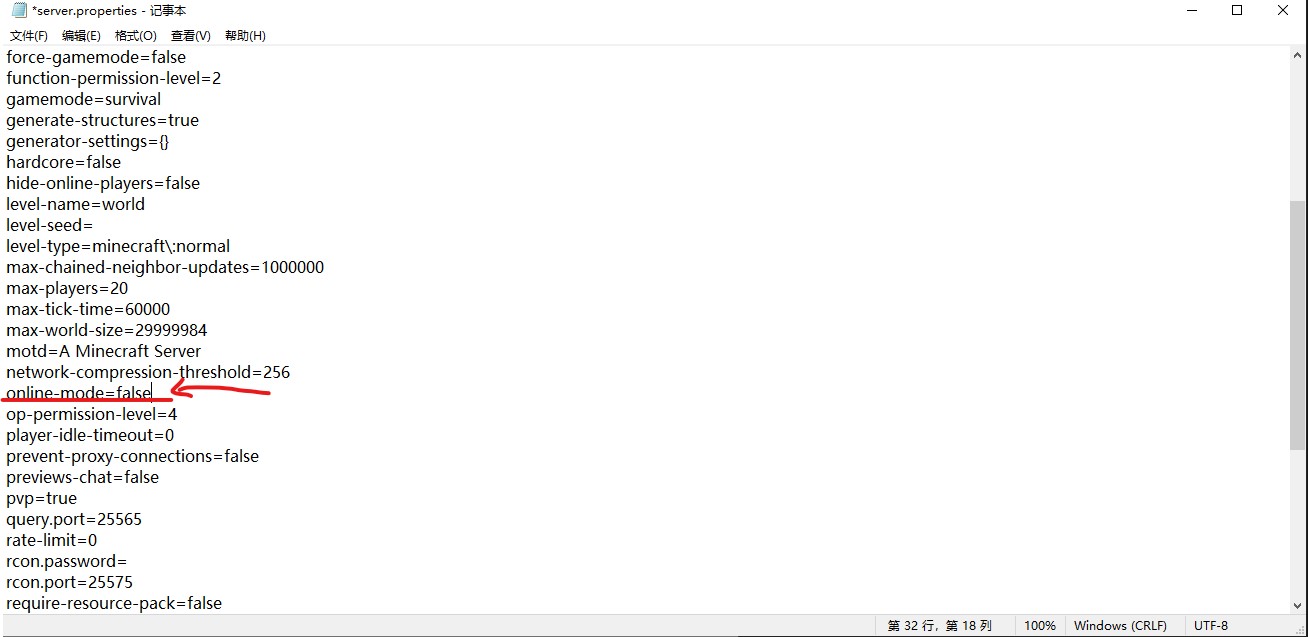 *server.properties - 记事本
文件(F) 编辑(E) 格式(O) 查看(V) 帮助(H)
force-gamemode=false
function-permission-level=2
gamemode=survival
generate-structures=true
generator-settings={}
hardcore=false
hide-online-players=false
level-name=world
level-seed=
level-type=minecraft\:normal
max-chained-neighbor-updates=1000000
max-players=20
max-tick-time=60000
max-world-size=29999984
motd=A Minecraft Server
network-compression-threshold=256
online-mode=false
op-permission-level=4
player-idle-timeout=0
prevent-proxy-connections=false
previews-chat=false
pvp=true
query.port=25565
rate-limit=0
rcon.password=
rcon.port=25575
require-resource-pack=false
第 32 行，第 18 列 100% Windows (CRLF) UTF-8